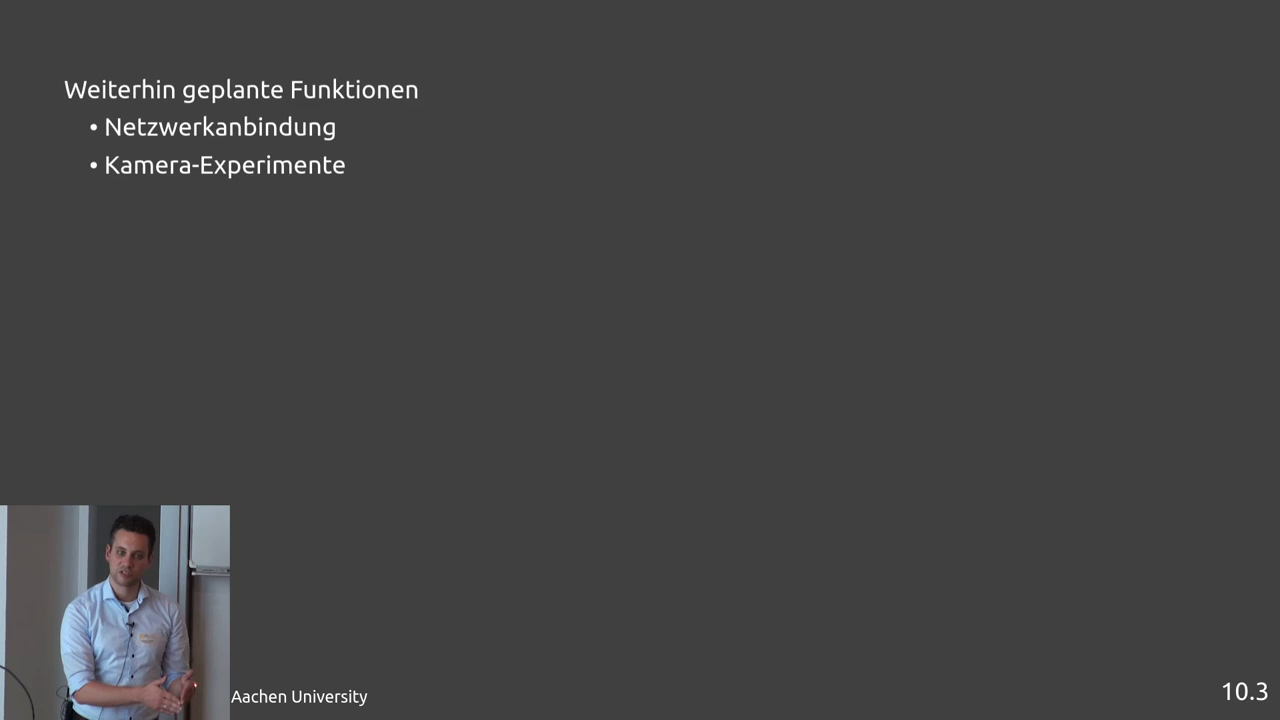 Weiterhin geplante Funktionen
• Netzwerkanbindung
• Kamera-Experimente
Aachen University
10.3